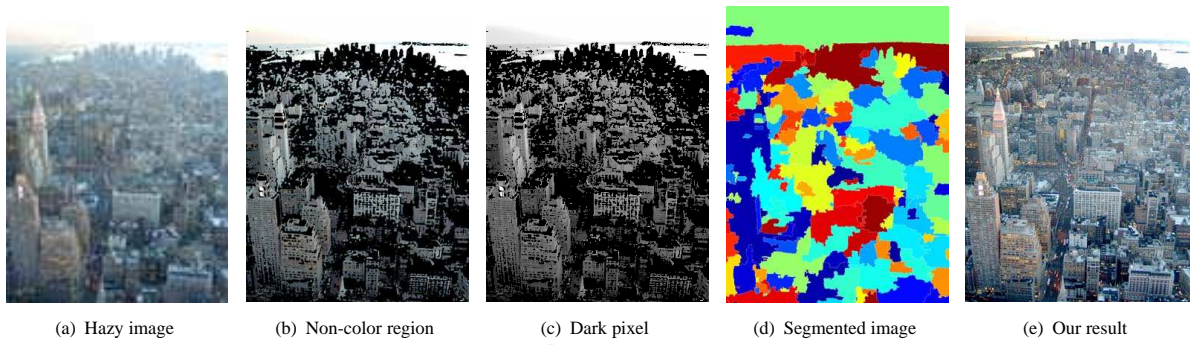 (a) Hazy image
(b) Non-color region
(c) Dark pixel
(d) Segmented image
(e) Our result